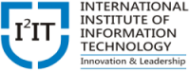 I²IT
INTERNATIONAL
INSTITUTE OF
INFORMATION
TECHNOLOGY
Innovation & Leadership